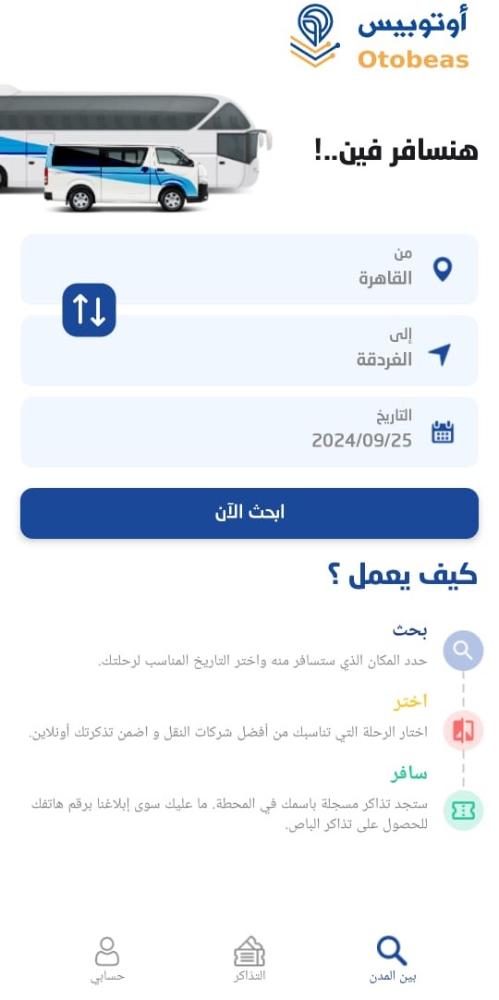 أوتوبيس
Otobeas
هنسافر فين..!
من
القاهرة
إلى
الغردقة
التاريخ
2024/09/25
ابحث الآن
كيف يعمل ؟
بحث
حدد المكان الذي ستسافر منه واختر التاريخ المناسب لرحلتك.
اختر
اختار الرحلة التي تناسبك من أفضل شركات النقل و اضمن تذكرتك أونلاين.
سافر
ستجد تذاكر مسجلة باسمك في المحطة. ما عليك سوى إبلاغنا برقم هاتفك
للحصول على تذاكر الباص.
بين المدن
التذاكر
حسابي